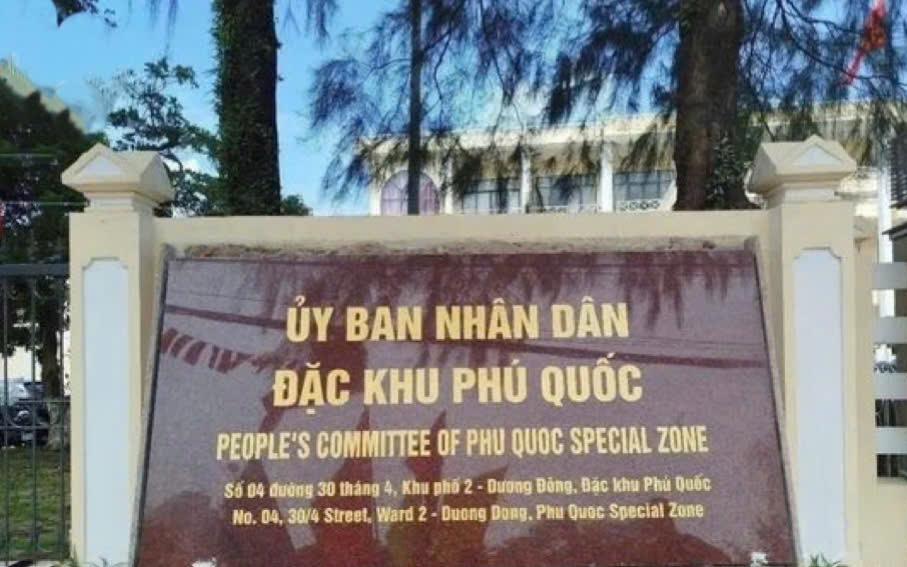 ỦY BAN NHÂN DÂN
ĐẶC KHU PHÚ QUỐC
PEOPLE'S COMMITTEE OF PHU QUOC SPECIAL ZONE
Số 04 đường 30 tháng 4, Khu phố 2 - Dương Đông, Đặc khu Phú Quốc
No. 04, 30/4 Street, Ward 2 - Duong Dong, Phu Quoc Special Zone